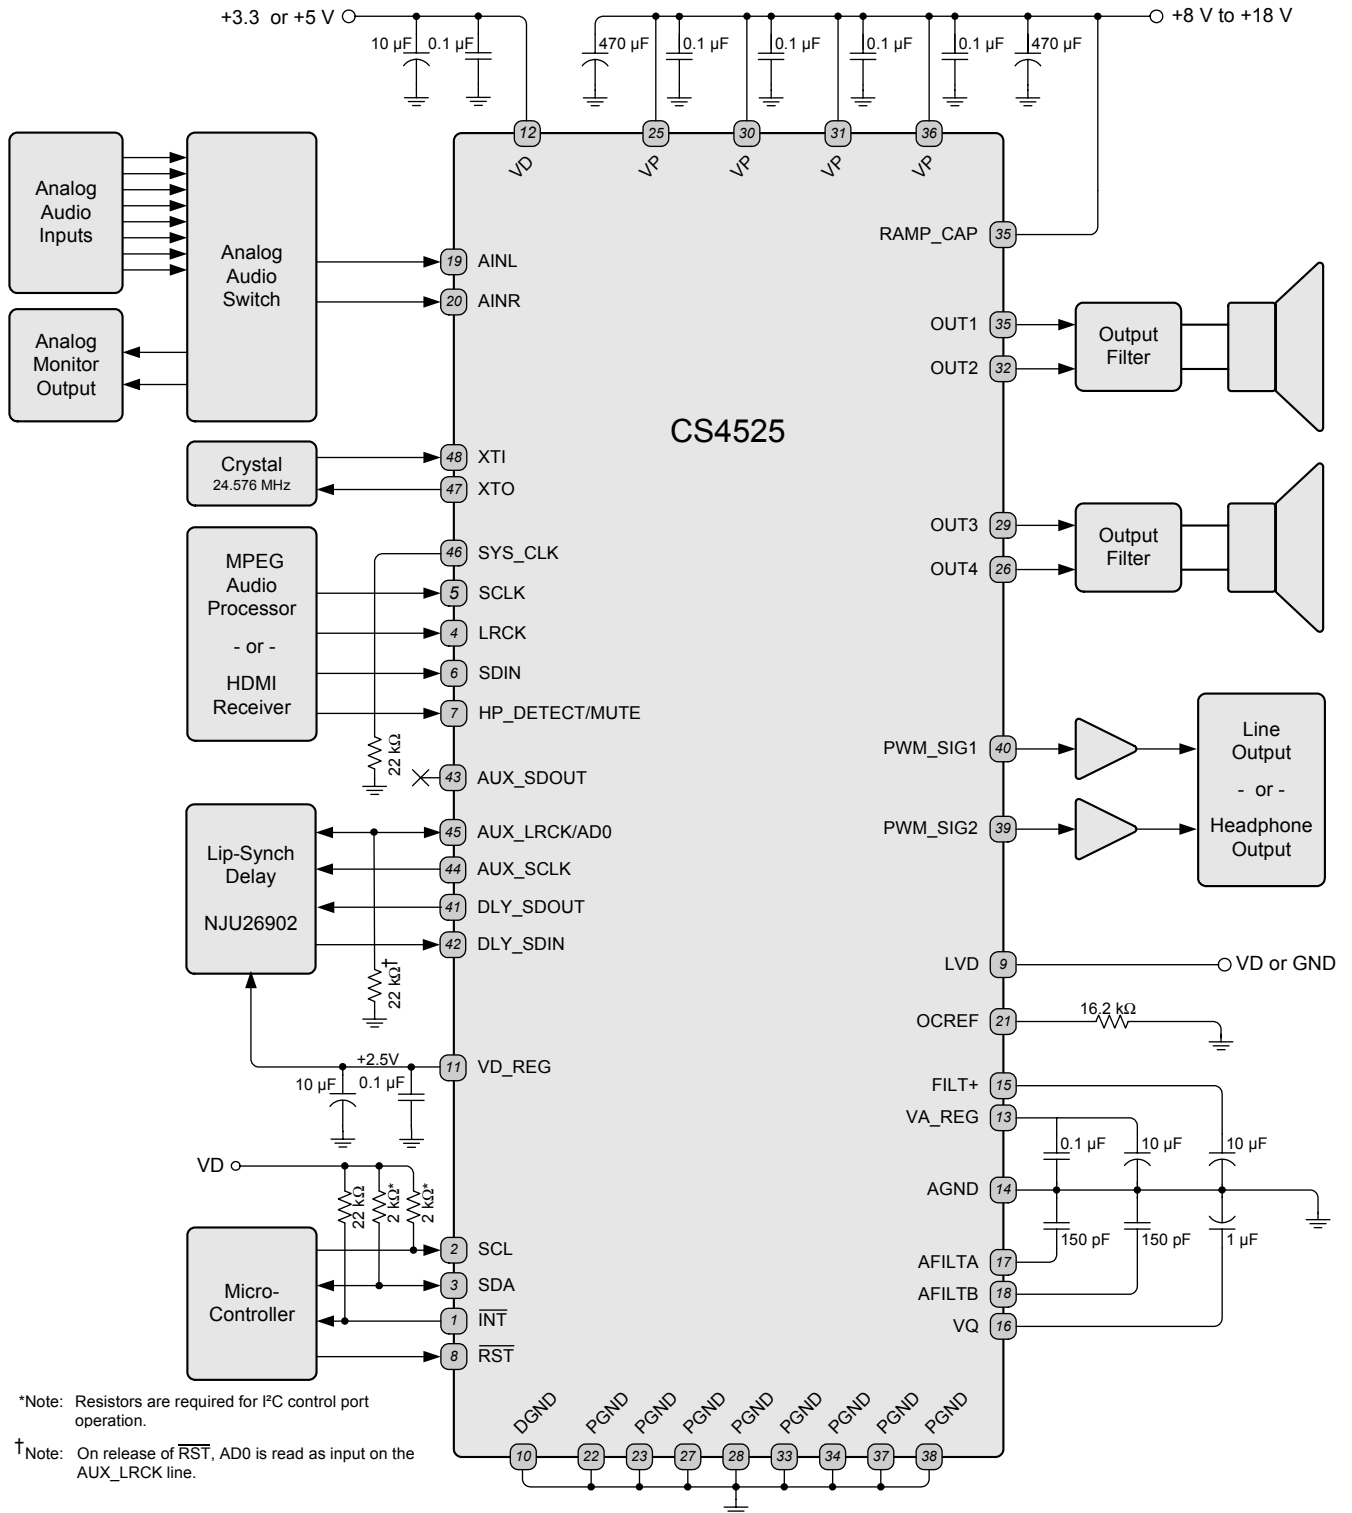 +3.3 or +5 V
+8 V to +18 V
10 µF
0.1 µF
470 µF
0.1 µF
0.1 µF
0.1 µF
0.1 µF
470 µF
12
25
30
31
36
VD
VP
VP
VP
VP
Analog
Audio
Inputs
Analog
Audio
Switch
Analog
Monitor
Output
19 AINL
20 AINR
RAMP_CAP 35
OUT1 35
OUT2 32
Output
Filter
CS4525
Crystal
24.576 MHz
48 XTI
47 XTO
MPEG
Audio
Processor
- or -
HDMI
Receiver
46 SYS_CLK
5 SCLK
4 LRCK
6 SDIN
7 HP_DETECT/MUTE
22 kΩ
43 AUX_SDOUT
OUT3 29
OUT4 26
Output
Filter
PWM_SIG1 40
PWM_SIG2 39
Line
Output
- or -
Headphone
Output
Lip-Synch
Delay
NJU26902
45 AUX_LRCK/AD0
44 AUX_SCLK
41 DLY_SDOUT
42 DLY_SDIN
22 kΩ†
LVD 9
VD or GND
OCREF 21
16.2 kΩ
+2.5V
11 VD_REG
10 µF
0.1 µF
FILT+ 15
VA_REG 13
0.1 µF
10 µF
10 µF
AGND 14
150 pF
150 pF
1 µF
AFILTA 17
AFILTB 18
VQ 16
VD
22 kΩ
2 kΩ*
2 kΩ*
Micro-
Controller
2 SCL
3 SDA
1 INT
8 RST
*Note: Resistors are required for I²C control port
operation.
†Note: On release of RST, AD0 is read as input on the
AUX_LRCK line.
DGND
PGND
PGND
PGND
PGND
PGND
PGND
PGND
PGND
10
22
23
27
28
33
34
37
38